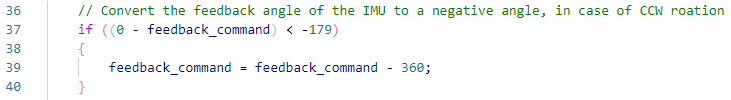 36 // Convert the feedback angle of the IMU to a negative angle, in case of CCW roation
37 if ((0 - feedback_command) < -179)
38 {
39 feedback_command = feedback_command - 360;
40 }